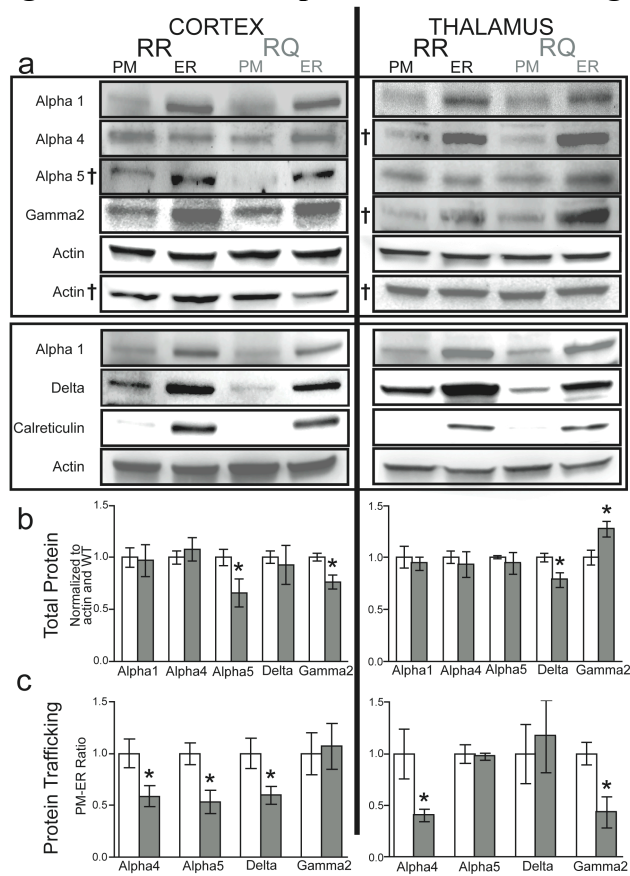 CORTEX THALAMUS
RR RQ RR RQ
a PM ER PM ER PM ER PM ER
Alpha 1
Alpha 4 †
Alpha 5 †
Gamma2 †
Actin
Actin † †
Alpha 1
Delta
Calreticulin
Actin
b
Total Protein
Normalized to
actin and WT
1.5 1.5
1.0 1.0
0.5 0.5
0.0 0.0
* * * *
Alpha1 Alpha4 Alpha5 Delta Gamma2 Alpha1 Alpha4 Alpha5 Delta Gamma2
c
Protein Trafficking
PM-ER Ratio
1.5 1.5
1.0 1.0
0.5 0.5
0.0 0.0
* * * * *
Alpha4 Alpha5 Delta Gamma2 Alpha4 Alpha5 Delta Gamma2